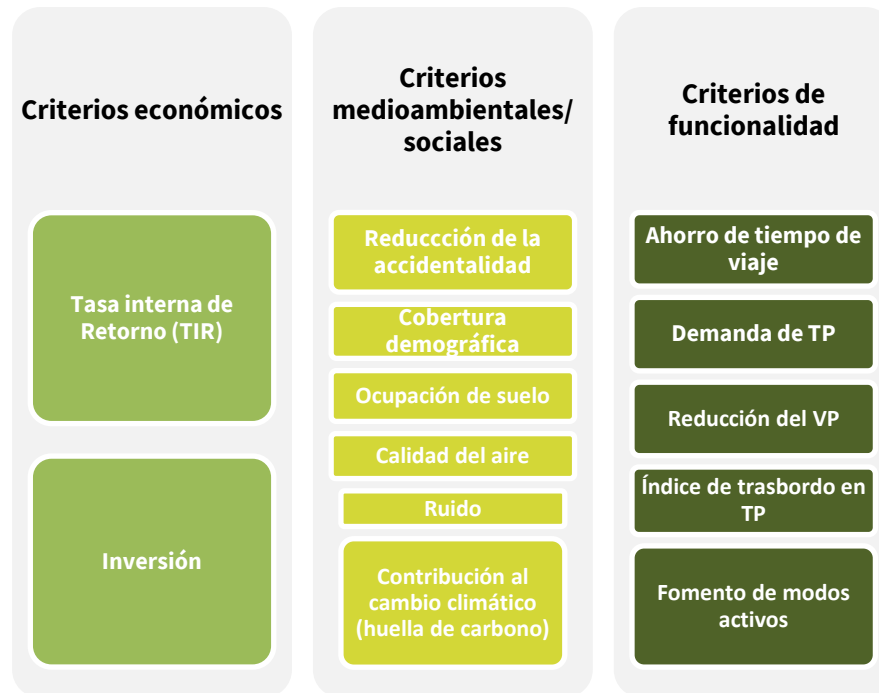 Criterios económicos
Tasa interna de
Retorno (TIR)
Inversión
Criterios
medioambientales/
sociales
Reduccción de la
accidentalidad
Cobertura
demográfica
Ocupación de suelo
Calidad del aire
Ruido
Contribución al
cambio climático
(huella de carbono)
Criterios de
funcionalidad
Ahorro de tiempo de
viaje
Demanda de TP
Reducción del VP
Índice de trasbordo en
TP
Fomento de modos
activos